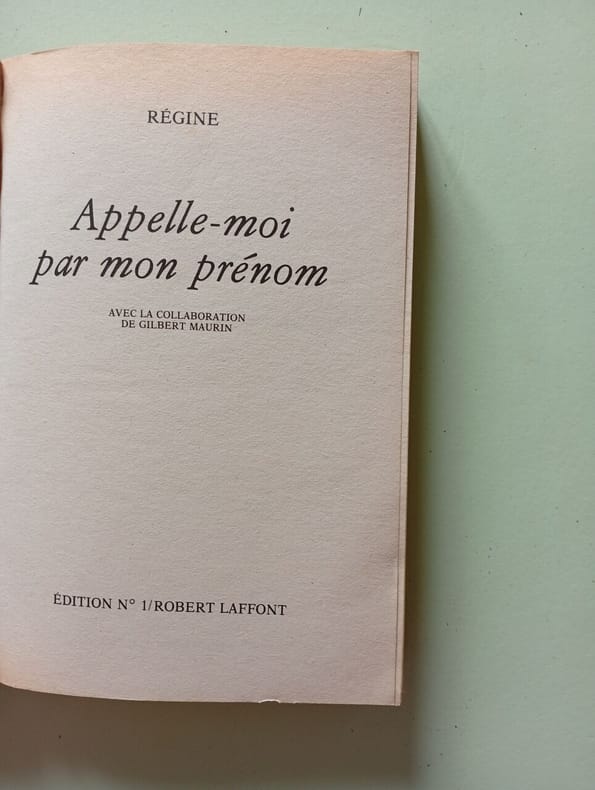 RÉGINE
Appelle-moi
par mon prénom
AVEC LA COLLABORATION
DE GILBERT MAURIN
ÉDITION N° 1/ROBERT LAFFONT